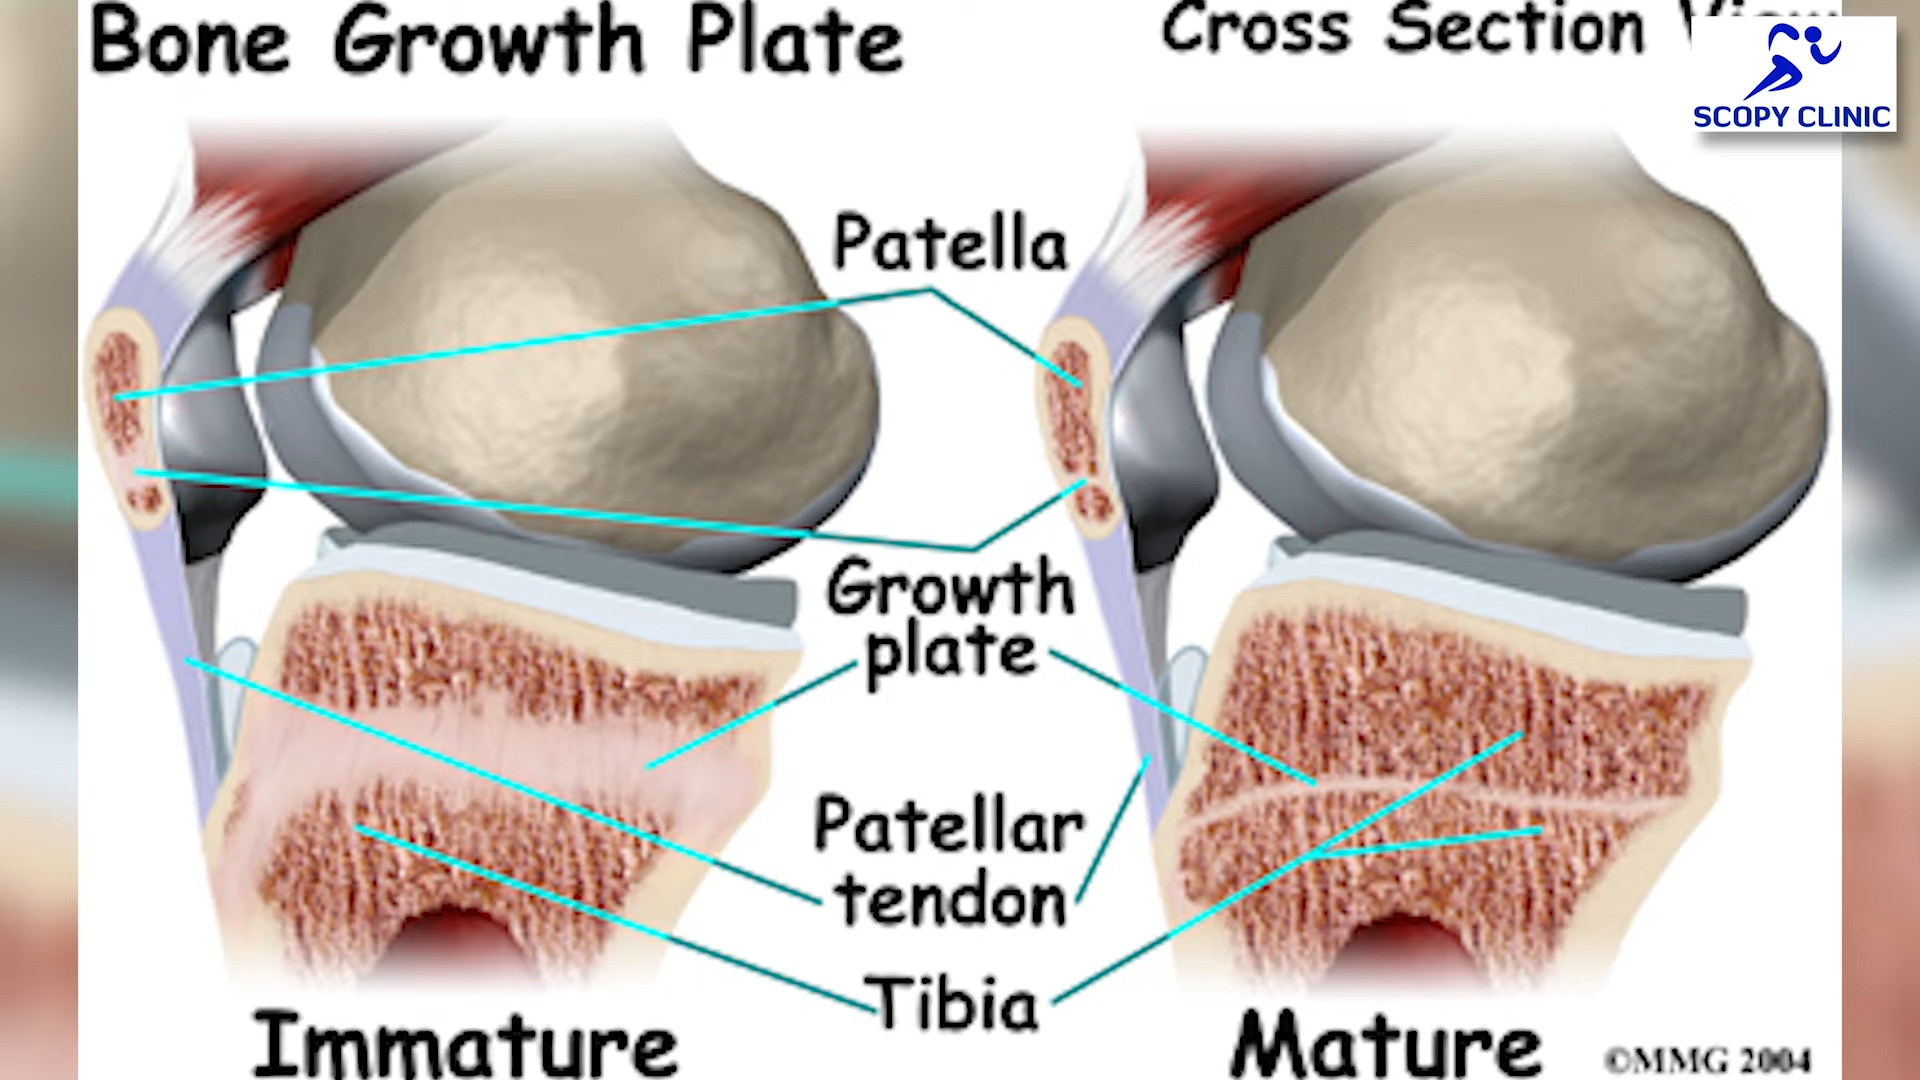 Bone Growth Plate
Cross Section
SCOPY CLINIC
Patella
Growth
plate
Patellar
tendon
Tibia
Immature
Mature
©MMG 2004